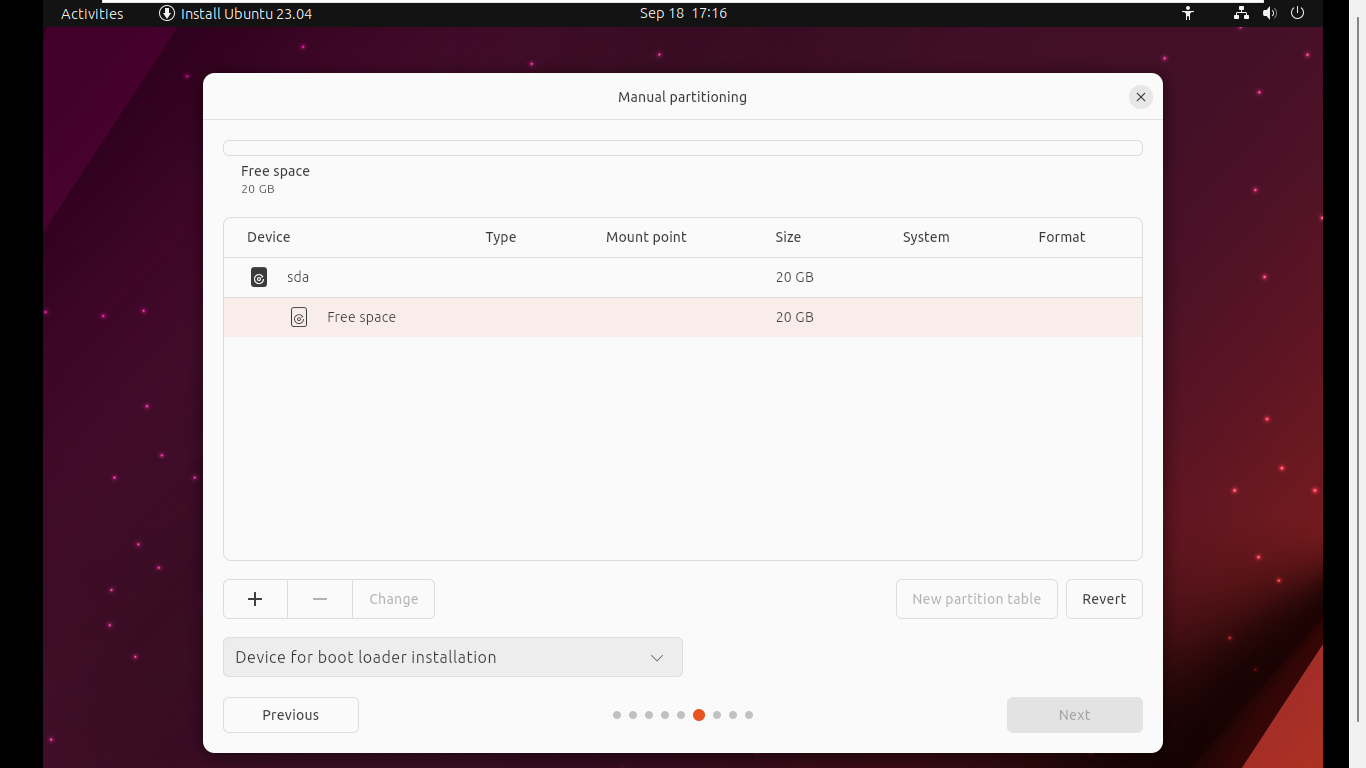 Activities Install Ubuntu 23.04 Sep 18 17:16
Manual partitioning
Free space
20 GB
Device Type Mount point Size System Format
sda 20 GB
Free space 20 GB
+ − Change New partition table Revert
Device for boot loader installation
Previous Next